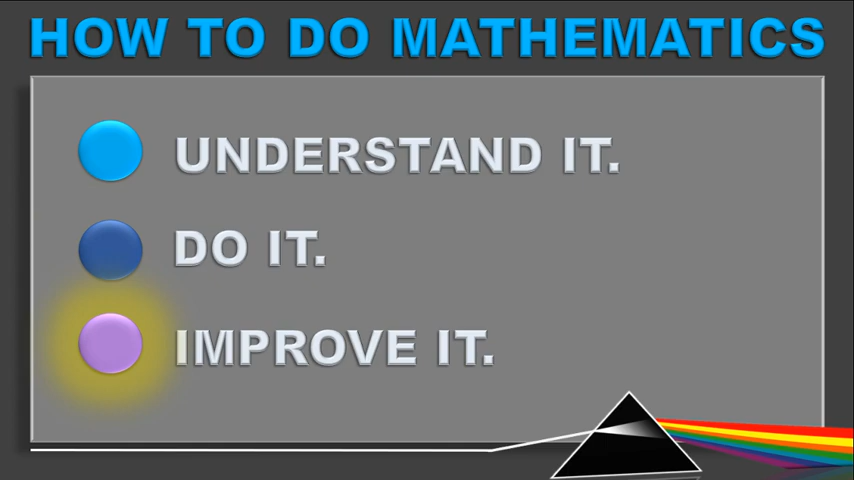 HOW TO DO MATHEMATICS
UNDERSTAND IT.
DO IT.
IMPROVE IT.